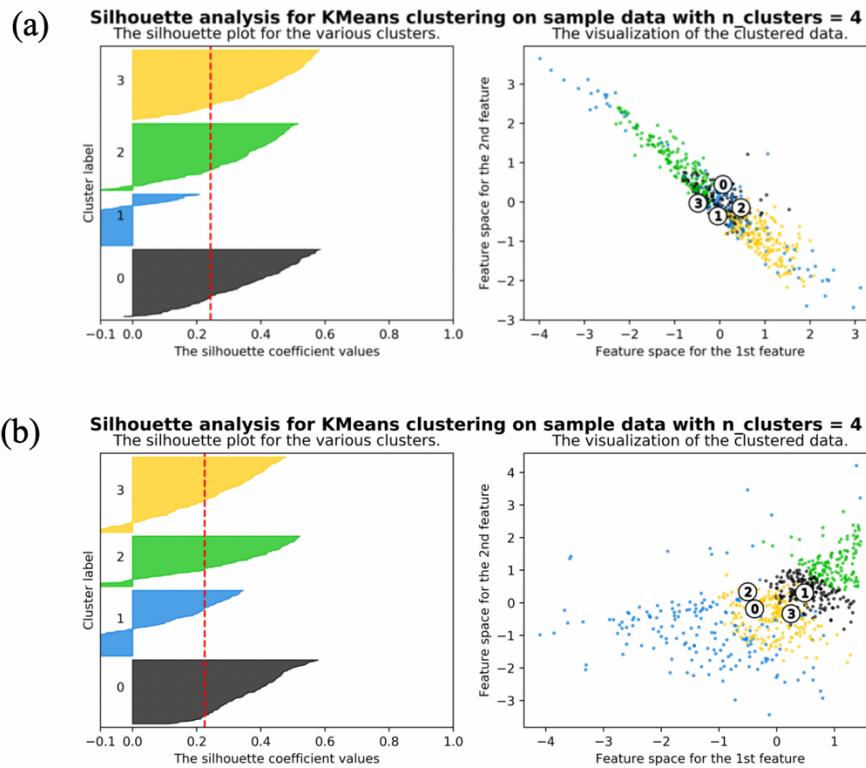 (a)
Silhouette analysis for KMeans clustering on sample data with n_clusters = 4
The silhouette plot for the various clusters.
Cluster label
3
2
1
0
−0.1 0.0 0.2 0.4 0.6 0.8 1.0
The silhouette coefficient values
The visualization of the clustered data.
Feature space for the 2nd feature
3
2
1
0
−1
−2
−3
0
3
2
1
−4 −3 −2 −1 0 1 2 3
Feature space for the 1st feature
(b)
Silhouette analysis for KMeans clustering on sample data with n_clusters = 4
The silhouette plot for the various clusters.
Cluster label
3
2
1
0
−0.1 0.0 0.2 0.4 0.6 0.8 1.0
The silhouette coefficient values
The visualization of the clustered data.
Feature space for the 2nd feature
4
3
2
1
0
−1
−2
−3
2
1
0
3
−4 −3 −2 −1 0 1
Feature space for the 1st feature